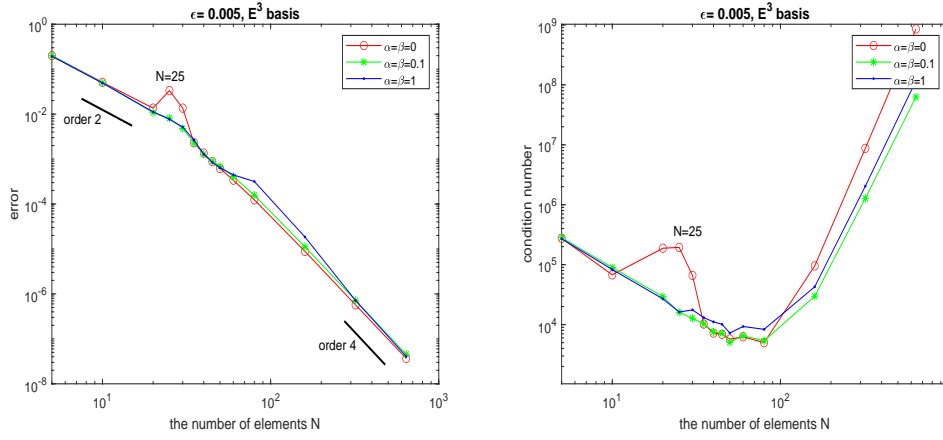 ϵ= 0.005, E³ basis
10⁰
10⁻²
10⁻⁴
10⁻⁶
10⁻⁸
error
α=β=0
α=β=0.1
α=β=1
N=25
order 2
order 4
10¹
10²
10³
the number of elements N
ϵ= 0.005, E³ basis
10⁹
10⁸
10⁷
10⁶
10⁵
10⁴
condition number
α=β=0
α=β=0.1
α=β=1
N=25
10¹
10²
the number of elements N